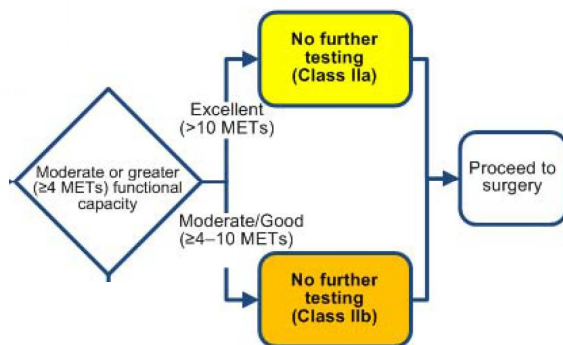 No further
testing
(Class IIa)
Excellent
(>10 METs)
Moderate or greater
(≥4 METs) functional
capacity
Proceed to
surgery
Moderate/Good
(≥4–10 METs)
No further
testing
(Class IIb)